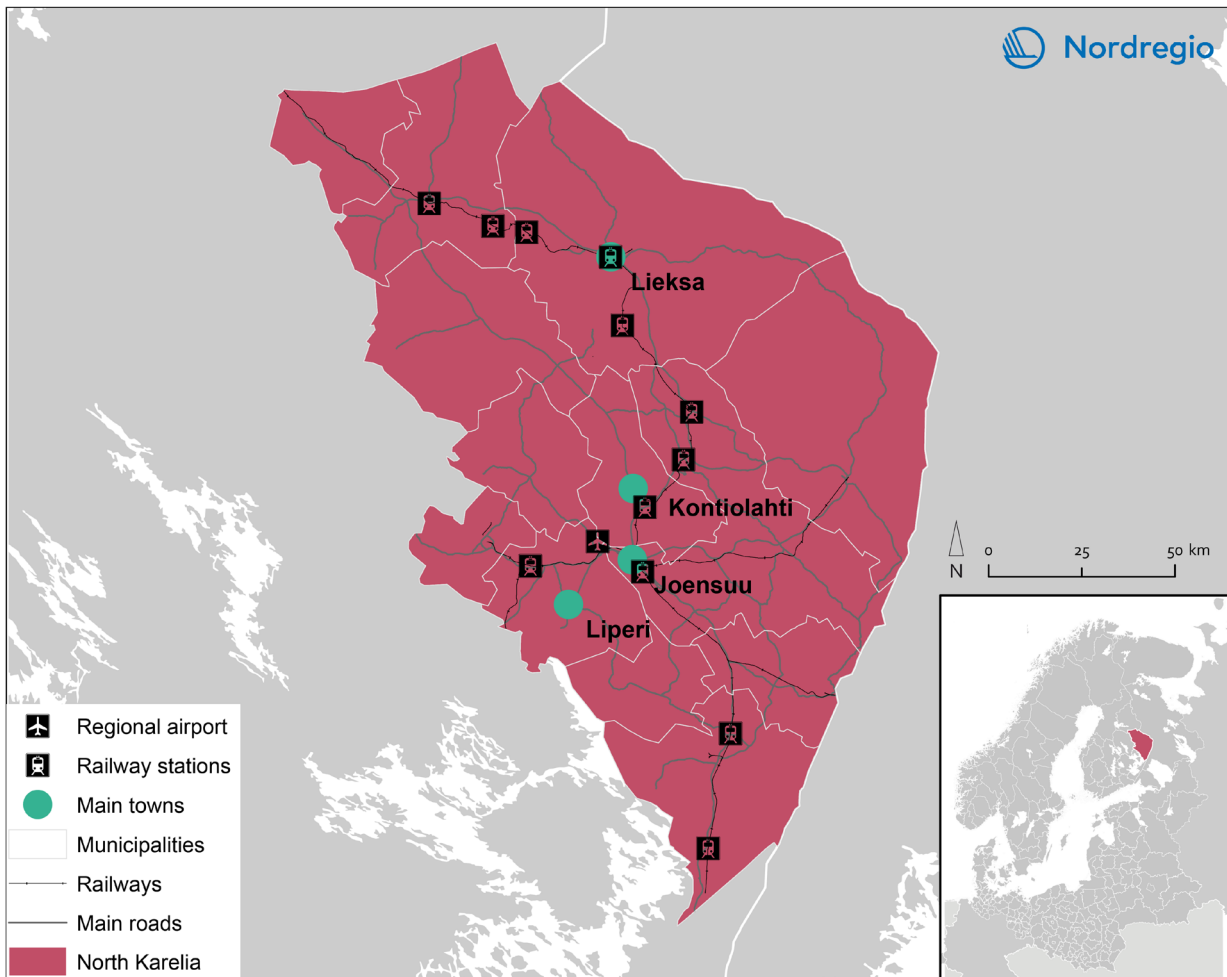 Nordregio
Lieksa
Kontiolahti
Joensuu
Liperi
N
0 25 50 km
Regional airport
Railway stations
Main towns
Municipalities
Railways
Main roads
North Karelia